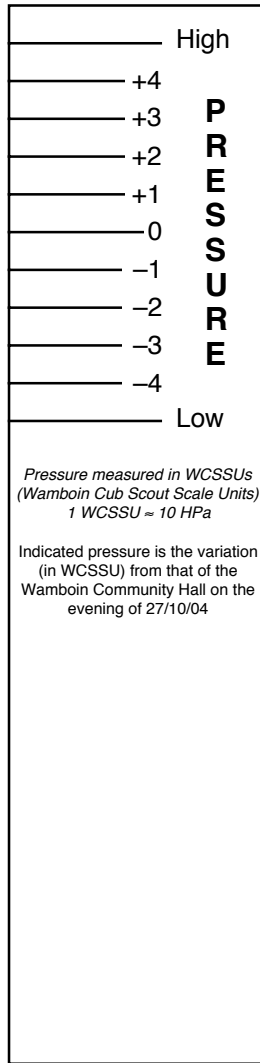 High
+4
+3
+2
+1
0
–1
–2
–3
–4
Low
PRESSURE
Pressure measured in WCSSUs
(Wamboin Cub Scout Scale Units)
1 WCSSU ≈ 10 HPa
Indicated pressure is the variation
(in WCSSU) from that of the
Wamboin Community Hall on the
evening of 27/10/04